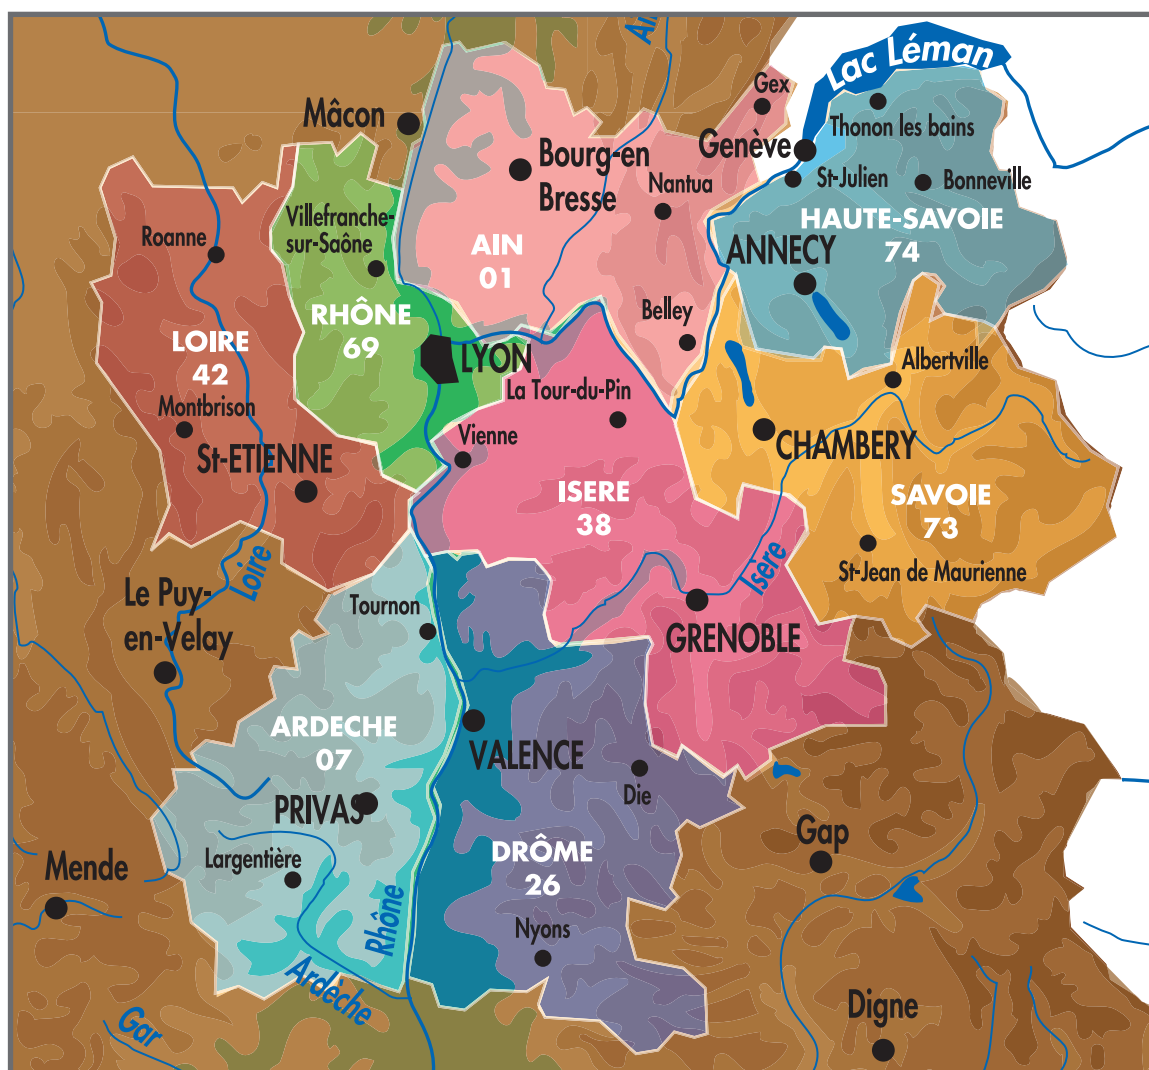 Ai
Lac Léman
Gex
Mâcon
Thonon les bains
Genève
Bourg-en
Bresse
St-Julien
Bonneville
Nantua
Villefranche-
sur-Saône
HAUTE-SAVOIE
74
Roanne
AIN
01
ANNECY
RHÔNE
69
Belley
LOIRE
42
LYON
Albertville
La Tour-du-Pin
Montbrison
Vienne
CHAMBERY
St-ETIENNE
ISERE
38
SAVOIE
73
Loire
Isère
St-Jean de Maurienne
Le Puy-
en-Velay
Tournon
GRENOBLE
ARDECHE
07
VALENCE
Die
PRIVAS
Gap
Mende
Largentière
DRÔME
26
Rhône
Nyons
Ardèche
Gar
Digne